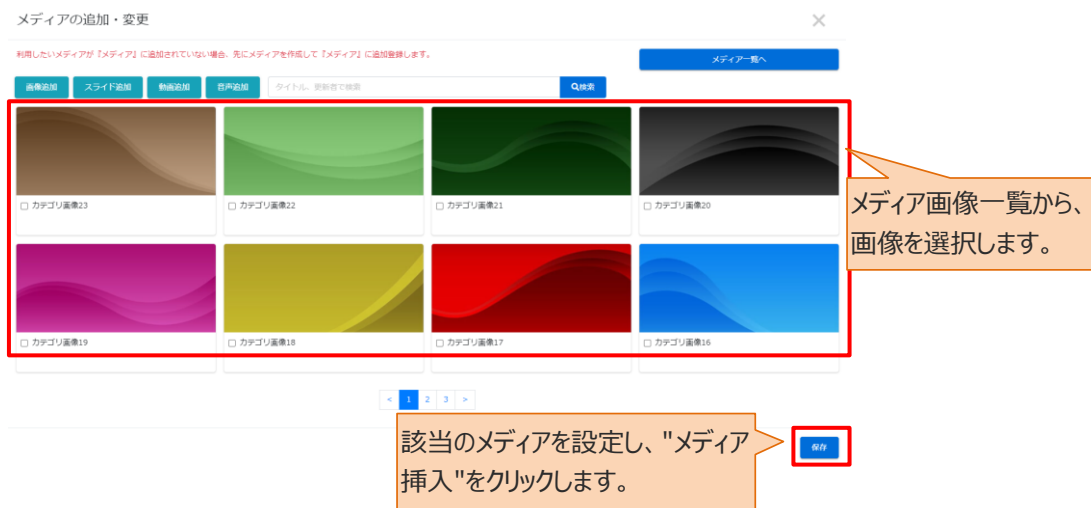 メディアの追加・変更
×
利用したいメディアが『メディア』に追加されていない場合、先にメディアを作成して『メディア』に追加登録します。
メディア一覧へ
画像追加 スライド追加 動画追加 音声追加 タイトル、更新者で検索 検索
カテゴリ画像23 カテゴリ画像22 カテゴリ画像21 カテゴリ画像20
メディア画像一覧から、
画像を選択します。
カテゴリ画像19 カテゴリ画像18 カテゴリ画像17 カテゴリ画像16
< 1 2 3 >
該当のメディアを設定し、"メディア
挿入"をクリックします。
保存